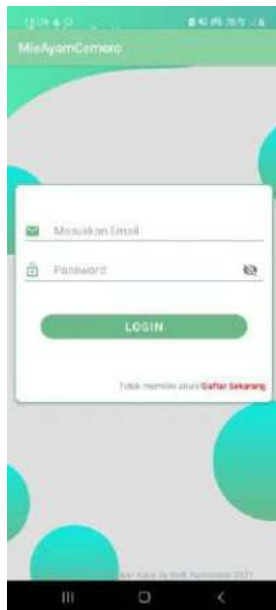 MieAyamCemoro
Masukkan Email
Password
LOGIN
Tidak memiliki akun? Daftar Sekarang